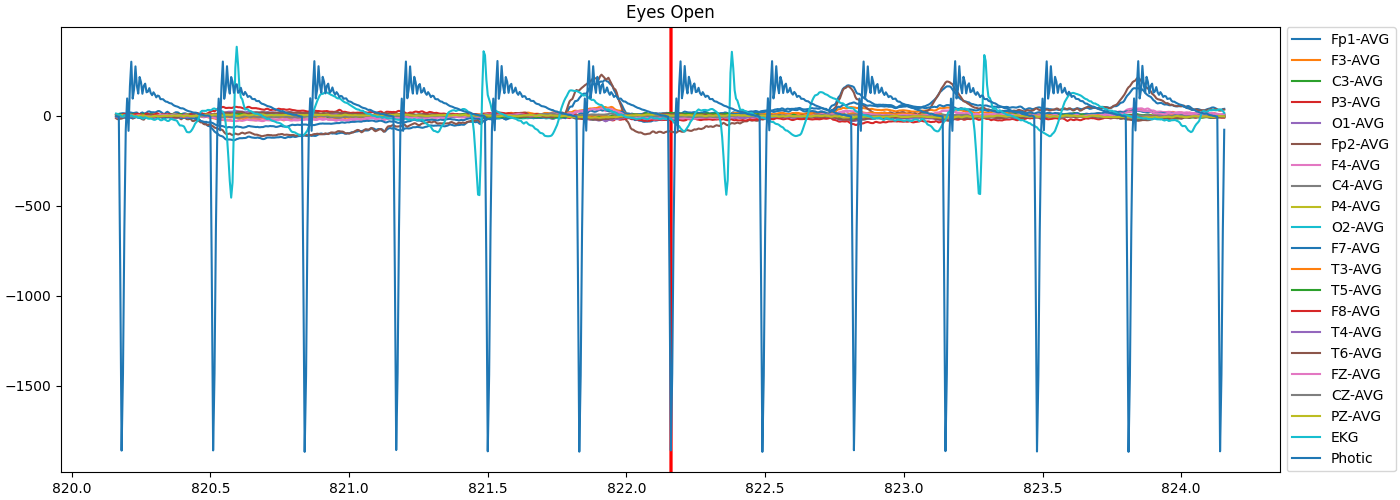 Eyes Open
0
−500
−1000
−1500
820.0 820.5 821.0 821.5 822.0 822.5 823.0 823.5 824.0
Fp1-AVG
F3-AVG
C3-AVG
P3-AVG
O1-AVG
Fp2-AVG
F4-AVG
C4-AVG
P4-AVG
O2-AVG
F7-AVG
T3-AVG
T5-AVG
F8-AVG
T4-AVG
T6-AVG
FZ-AVG
CZ-AVG
PZ-AVG
EKG
Photic